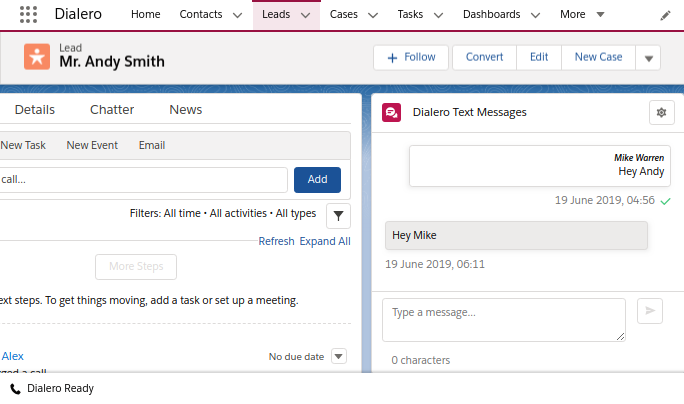 Dialero Home Contacts Leads Cases Tasks Dashboards More
Lead
Mr. Andy Smith
+ Follow Convert Edit New Case
Details Chatter News
New Task New Event Email
call...
Add
Filters: All time • All activities • All types
Refresh Expand All
More Steps
steps. To get things moving, add a task or set up a meeting.
Alex
No due date
a call
Dialero Text Messages
Mike Warren
Hey Andy
19 June 2019, 04:56
Hey Mike
19 June 2019, 06:11
Type a message...
0 characters
Dialero Ready